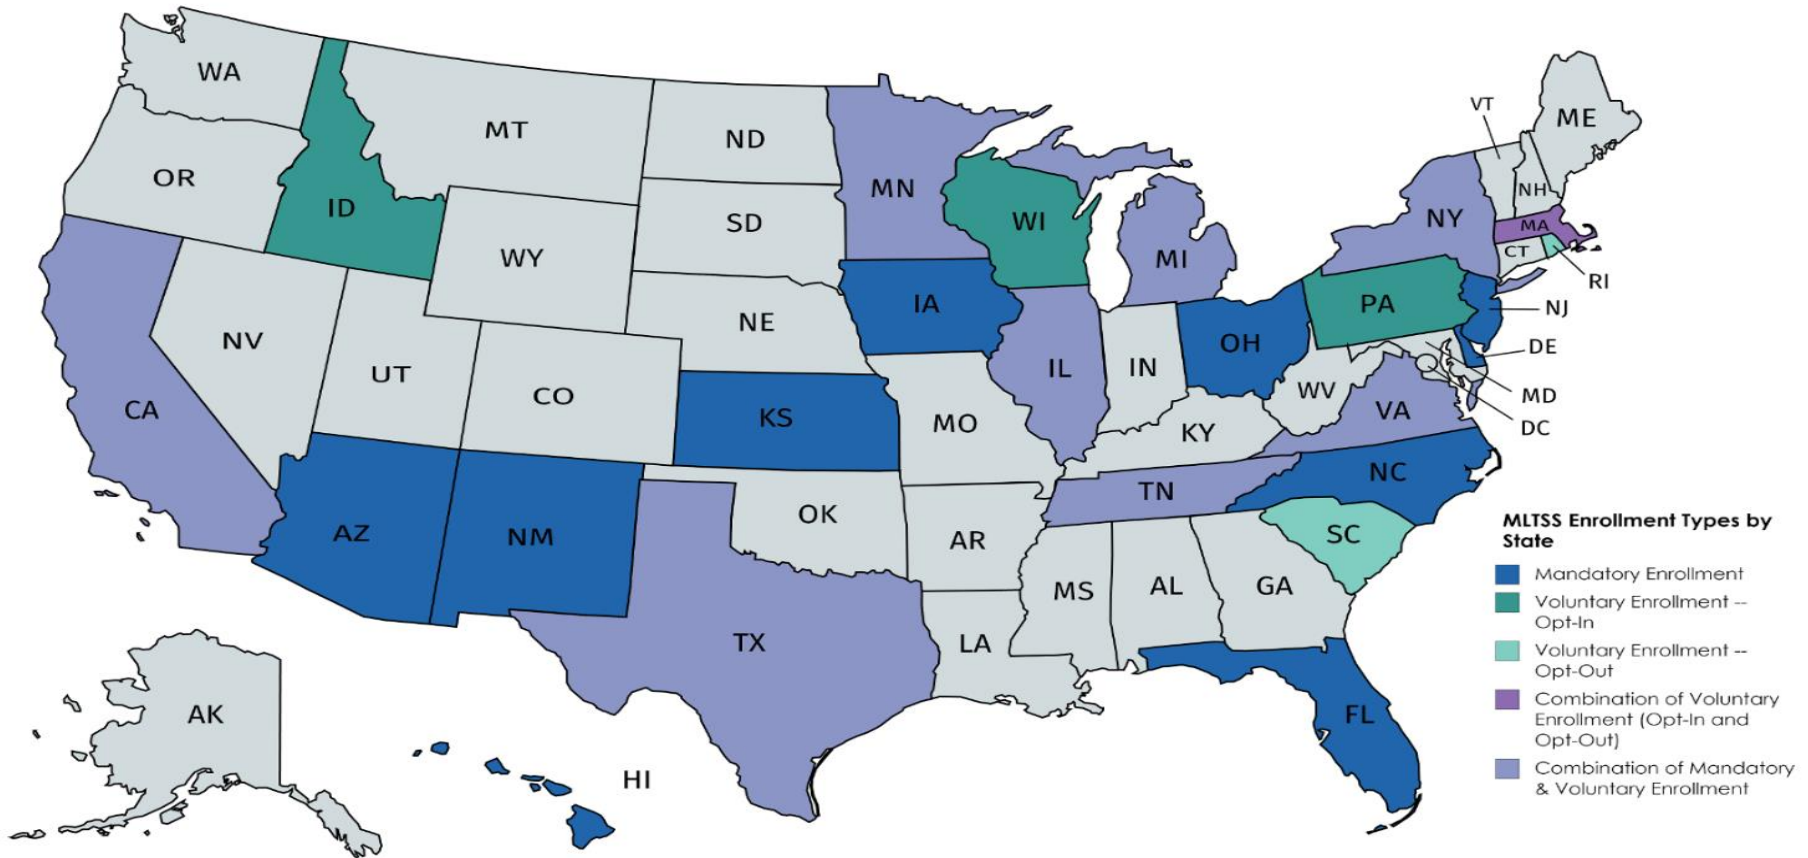 WA
MT
ND
MN
VT
ME
OR
ID
SD
WI
NH
NY
MA
WY
MI
CT
RI
IA
PA
NJ
NE
NV
OH
DE
UT
CO
IL
IN
WV
MD
CA
KS
VA
DC
MO
KY
NC
TN
AZ
NM
OK
AR
SC
MS
AL
GA
TX
LA
FL
AK
HI
MLTSS Enrollment Types by
State
Mandatory Enrollment
Voluntary Enrollment --
Opt-In
Voluntary Enrollment --
Opt-Out
Combination of Voluntary
Enrollment (Opt-In and
Opt-Out)
Combination of Mandatory
& Voluntary Enrollment